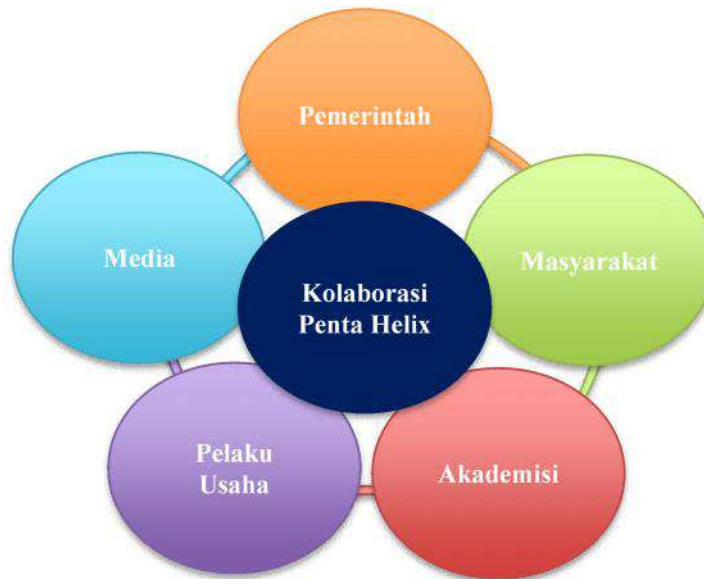 Pemerintah
Media
Masyarakat
Kolaborasi
Penta Helix
Pelaku
Usaha
Akademisi